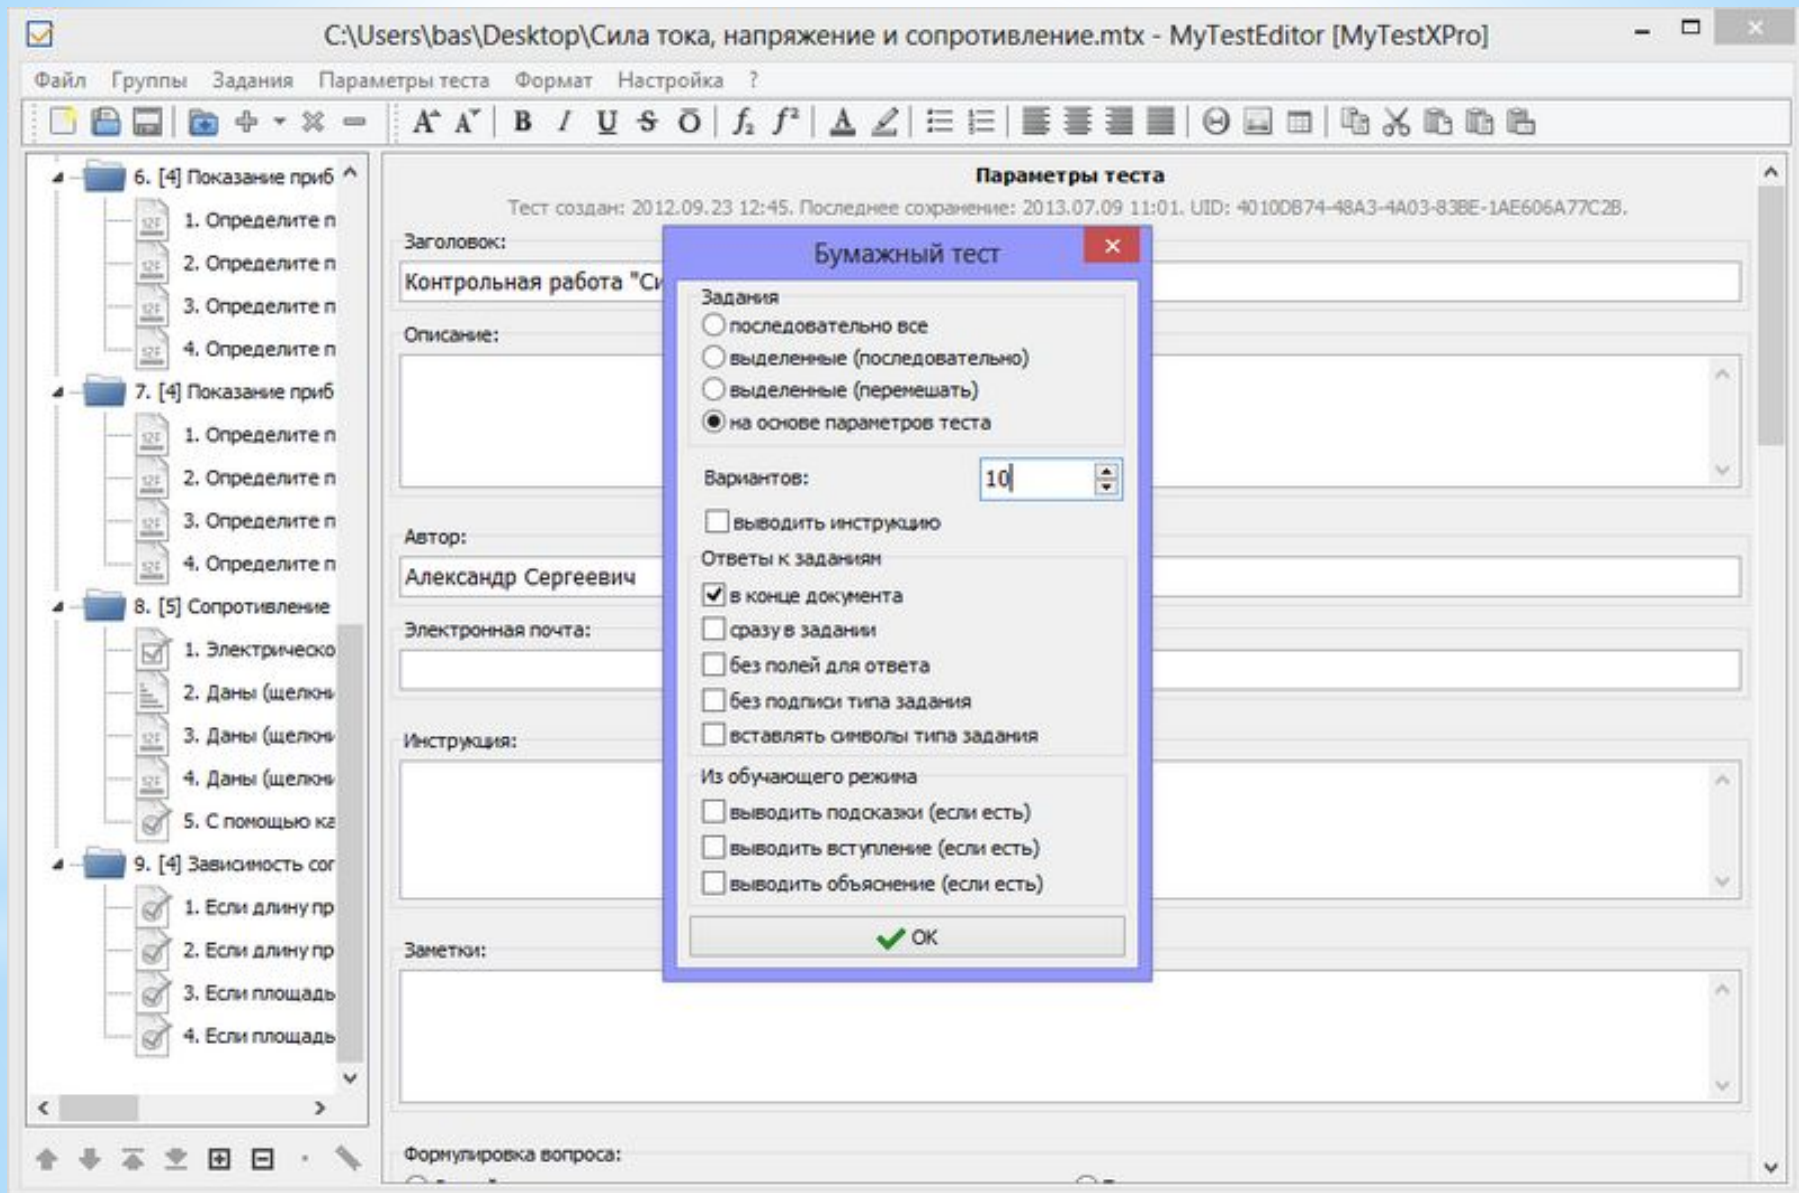 C:\Users\bas\Desktop\Сила тока, напряжение и сопротивление.mtx - MyTestEditor [MyTestXPro]
Файл Группы Задания Параметры теста Формат Настройка ?
6. [4] Показание приб
1. Определите п
2. Определите п
3. Определите п
4. Определите п
7. [4] Показание приб
1. Определите п
2. Определите п
3. Определите п
4. Определите п
8. [5] Сопротивление
1. Электрическо
2. Даны (щелкни
3. Даны (щелкни
4. Даны (щелкни
5. С помощью ка
9. [4] Зависимость сог
1. Если длину пр
2. Если длину пр
3. Если площадь
4. Если площадь
Параметры теста
Тест создан: 2012.09.23 12:45. Последнее сохранение: 2013.07.09 11:01. UID: 4010DB74-48A3-4A03-83BE-1AE606A77C2B.
Заголовок:
Контрольная работа "Си
Описание:
Автор:
Александр Сергеевич
Электронная почта:
Инструкция:
Заметки:
Формулировка вопроса:
Бумажный тест
Задания
последовательно все
выделенные (последовательно)
выделенные (перемешать)
на основе параметров теста
Вариантов: 10
выводить инструкцию
Ответы к заданиям
в конце документа
сразу в задании
без полей для ответа
без подписи типа задания
вставлять символы типа задания
Из обучающего режима
выводить подсказки (если есть)
выводить вступление (если есть)
выводить объяснение (если есть)
ОК